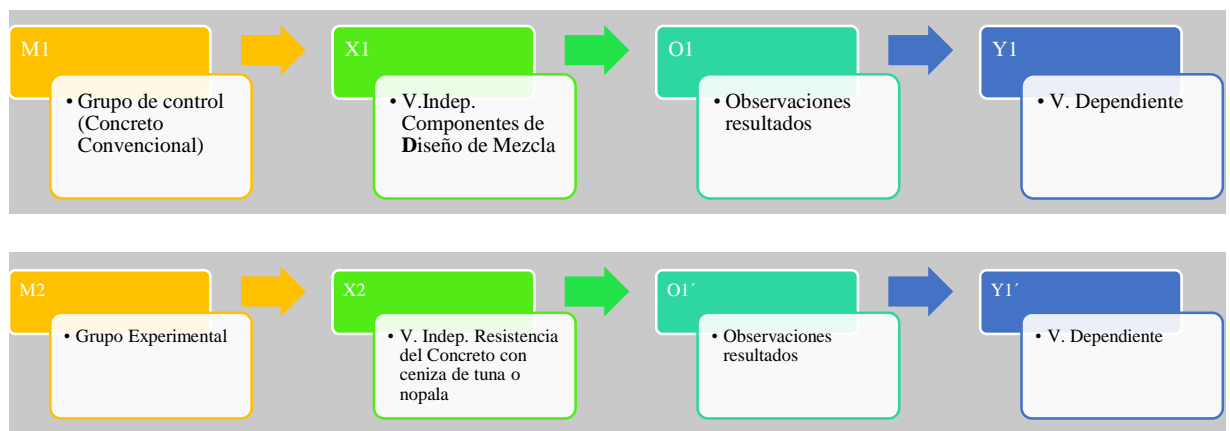 M1
• Grupo de control
(Concreto
Convencional)
X1
• V.Indep.
Componentes de
Diseño de Mezcla
O1
• Observaciones
resultados
Y1
• V. Dependiente
M2
• Grupo Experimental
X2
• V. Indep. Resistencia
del Concreto con
ceniza de tuna o
nopala
O1´
• Observaciones
resultados
Y1´
• V. Dependiente